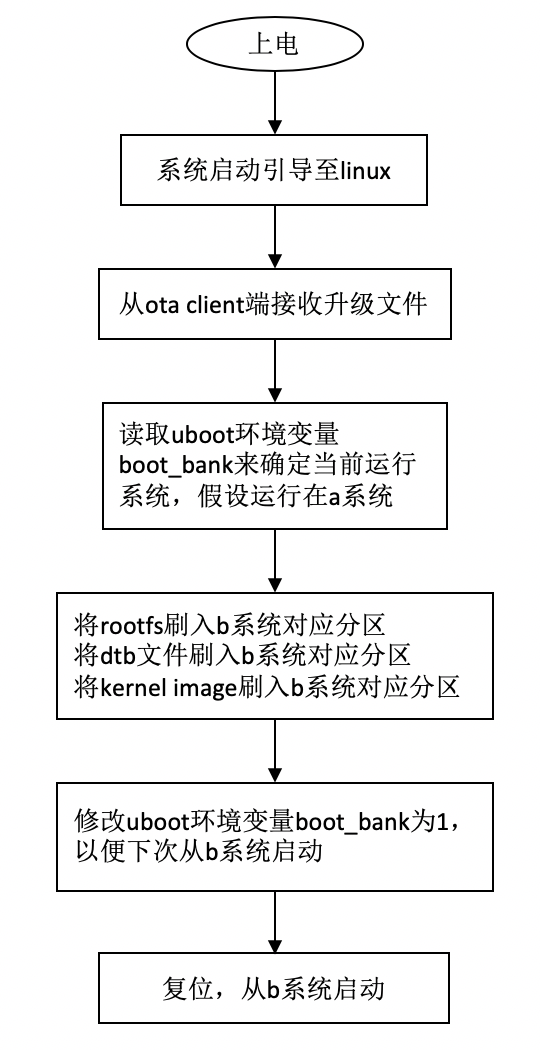 上电
系统启动引导至linux
从ota client端接收升级文件
读取uboot环境变量
boot_bank来确定当前运行
系统，假设运行在a系统
将rootfs刷入b系统对应分区
将dtb文件刷入b系统对应分区
将kernel image刷入b系统对应分区
修改uboot环境变量boot_bank为1，
以便下次从b系统启动
复位，从b系统启动